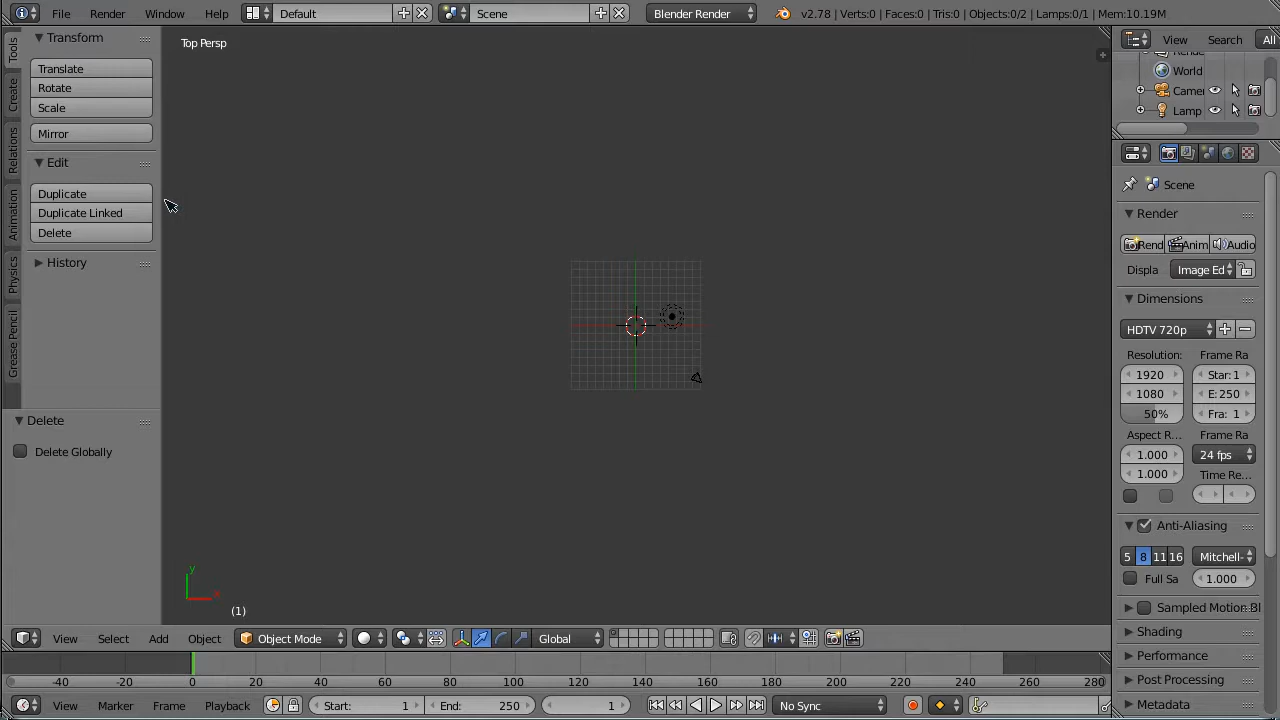 File Render Window Help Default Scene Blender Render v2.78 | Verts:0 | Faces:0 | Tris:0 | Objects:0/2 | Lamps:0/1 | Mem:10.19M
Tools
Create
Relations
Animation
Physics
Grease Pencil
Transform
Translate
Rotate
Scale
Mirror
Edit
Duplicate
Duplicate Linked
Delete
History
Delete
Delete Globally
Top Persp
y
x
(1)
View Select Add Object Object Mode Global
-40 -20 0 20 40 60 80 100 120 140 160 180 200 220 240 260 280
View Marker Frame Playback Start: 1 End: 250 1 No Sync
View Search All
World
Camer
Lamp
Scene
Render
Rend Anim Audio
Displa Image Ed
Dimensions
HDTV 720p
Resolution: Frame Ra
1920 Star: 1
1080 E: 250
50% Fra: 1
Aspect R... Frame Ra
1.000 24 fps
1.000 Time Re...
Anti-Aliasing
5 8 11 16 Mitchell-
Full Sa 1.000
Sampled Motion Bl
Shading
Performance
Post Processing
Metadata